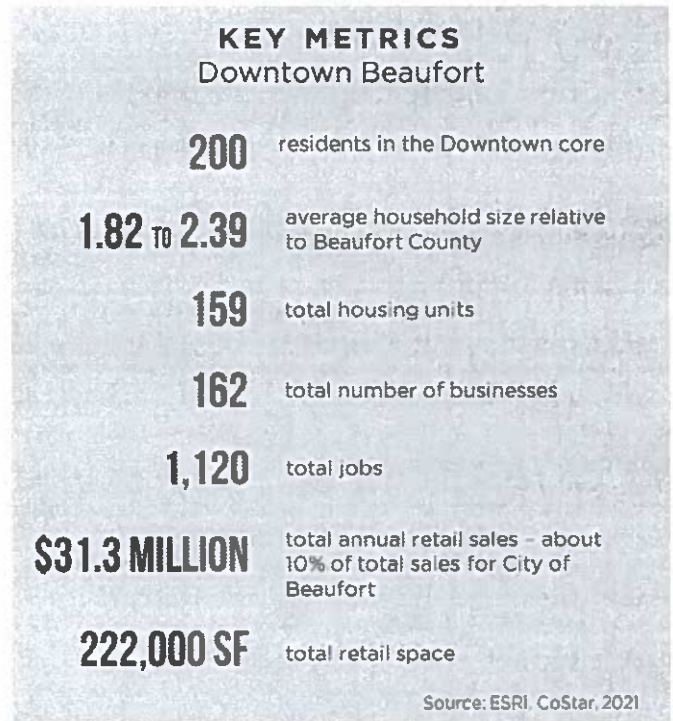 KEY METRICS
Downtown Beaufort
200 residents in the Downtown core
1.82 TO 2.39 average household size relative
to Beaufort County
159 total housing units
162 total number of businesses
1,120 total jobs
$31.3 MILLION total annual retail sales – about
10% of total sales for City of
Beaufort
222,000 SF total retail space
Source: ESRI, CoStar, 2021